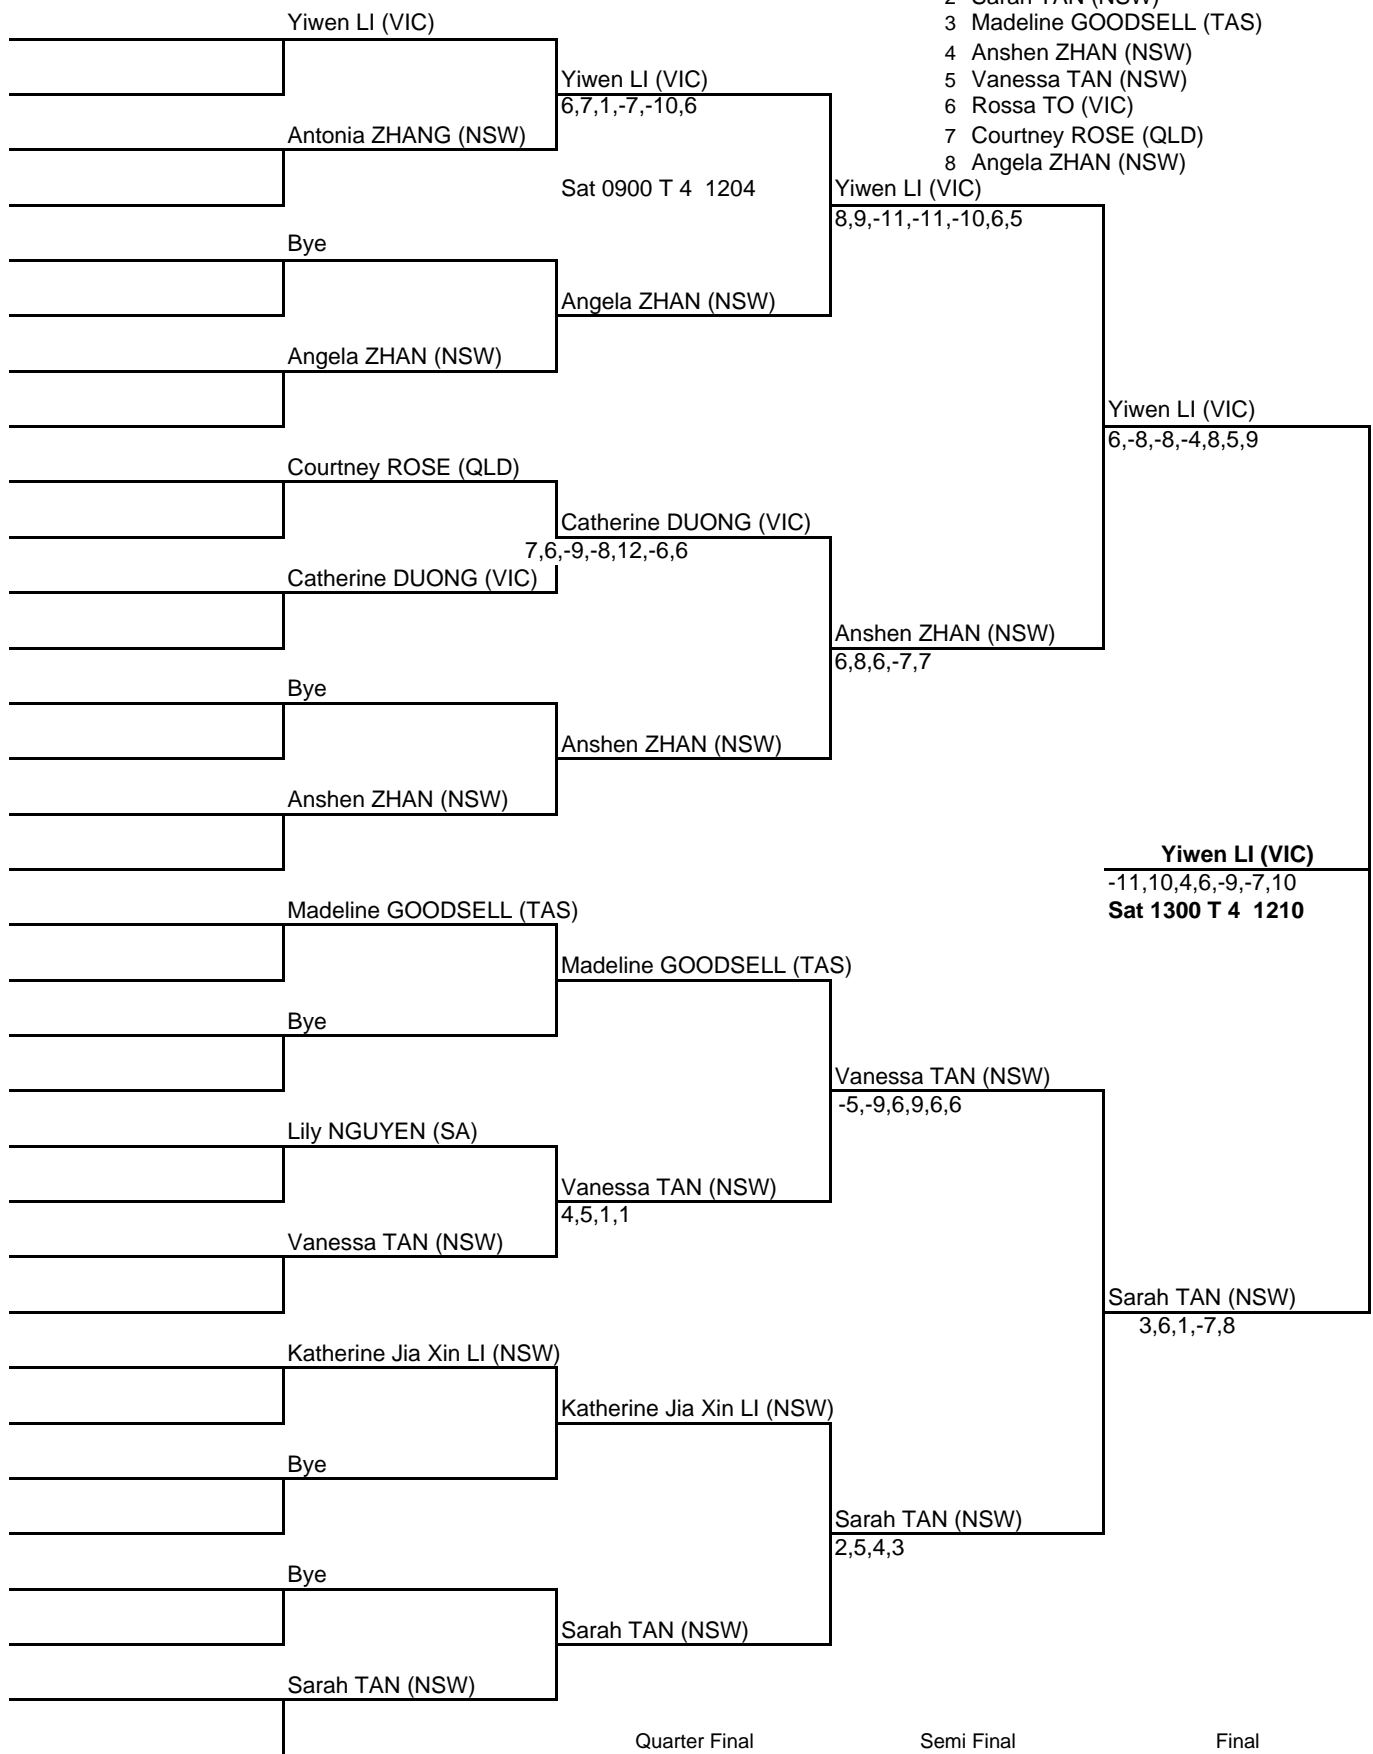 2 Sarah TAN (NSW)
Yiwen LI (VIC)
3 Madeline GOODSELL (TAS)
4 Anshen ZHAN (NSW)
Yiwen LI (VIC)
5 Vanessa TAN (NSW)
6,7,1,-7,-10,6
6 Rossa TO (VIC)
Antonia ZHANG (NSW)
7 Courtney ROSE (QLD)
8 Angela ZHAN (NSW)
Sat 0900 T 4 1204
Yiwen LI (VIC)
8,9,-11,-11,-10,6,5
Bye
Angela ZHAN (NSW)
Angela ZHAN (NSW)
Yiwen LI (VIC)
6,-8,-8,-4,8,5,9
Courtney ROSE (QLD)
Catherine DUONG (VIC)
7,6,-9,-8,12,-6,6
Catherine DUONG (VIC)
Anshen ZHAN (NSW)
6,8,6,-7,7
Bye
Anshen ZHAN (NSW)
Anshen ZHAN (NSW)
Yiwen LI (VIC)
-11,10,4,6,-9,-7,10
Madeline GOODSELL (TAS)
Sat 1300 T 4 1210
Madeline GOODSELL (TAS)
Bye
Vanessa TAN (NSW)
-5,-9,6,9,6,6
Lily NGUYEN (SA)
Vanessa TAN (NSW)
4,5,1,1
Vanessa TAN (NSW)
Sarah TAN (NSW)
3,6,1,-7,8
Katherine Jia Xin LI (NSW)
Katherine Jia Xin LI (NSW)
Bye
Sarah TAN (NSW)
2,5,4,3
Bye
Sarah TAN (NSW)
Sarah TAN (NSW)
Quarter Final
Semi Final
Final